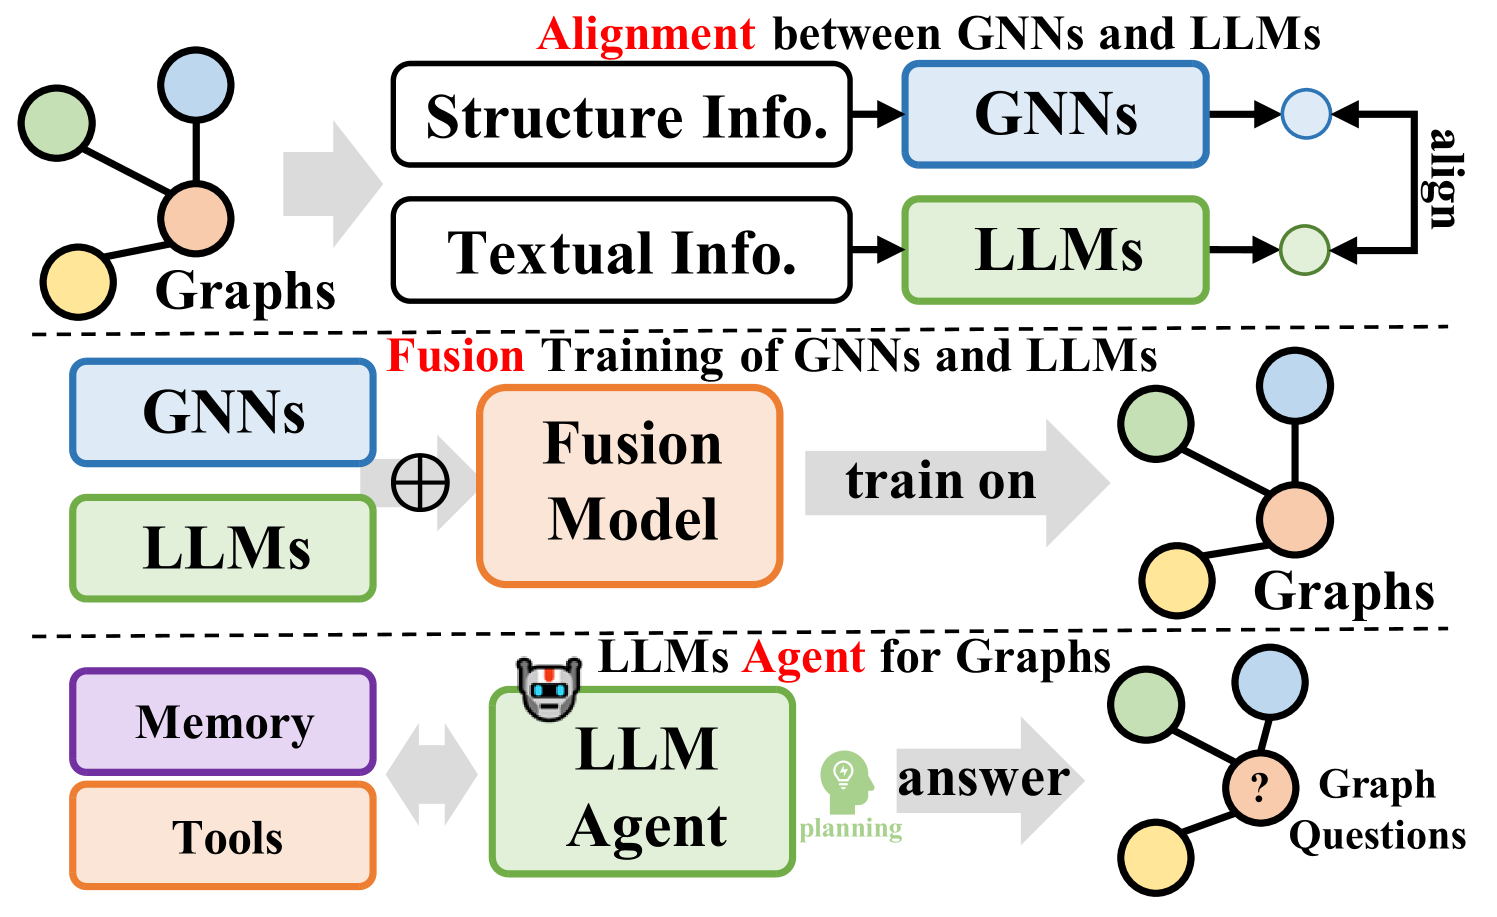 Alignment between GNNs and LLMs
Structure Info.
GNNs
align
Textual Info.
LLMs
Graphs
Fusion Training of GNNs and LLMs
GNNs
LLMs
Fusion
Model
train on
Graphs
LLMs Agent for Graphs
Memory
Tools
LLM
Agent
planning
answer
?
Graph
Questions